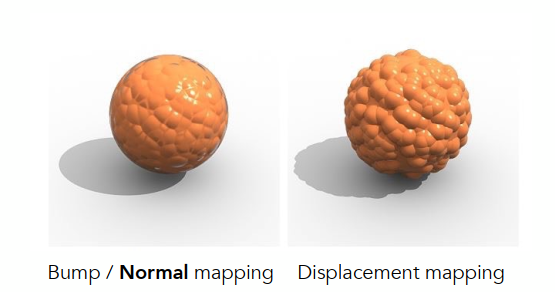 Bump / Normal mapping
Displacement mapping